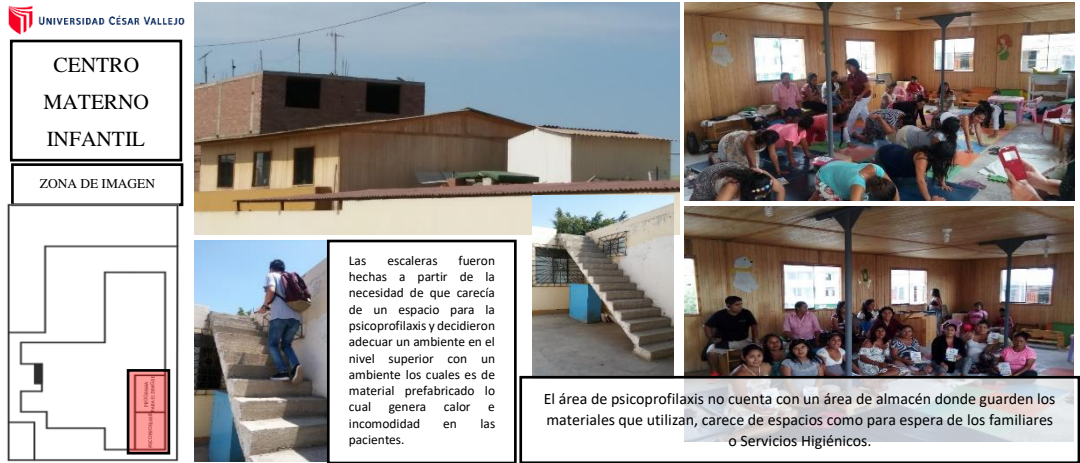 UNIVERSIDAD CÉSAR VALLEJO
CENTRO
MATERNO
INFANTIL
ZONA DE IMAGEN
Las escaleras fueron
hechas a partir de la
necesidad de que carecía
de un espacio para la
psicoprofilaxis y decidieron
adecuar un ambiente en el
nivel superior con un
ambiente los cuales es de
material prefabricado lo
cual genera calor e
incomodidad en las
pacientes.
El área de psicoprofilaxis no cuenta con un área de almacén donde guarden los
materiales que utilizan, carece de espacios como para espera de los familiares
o Servicios Higiénicos.